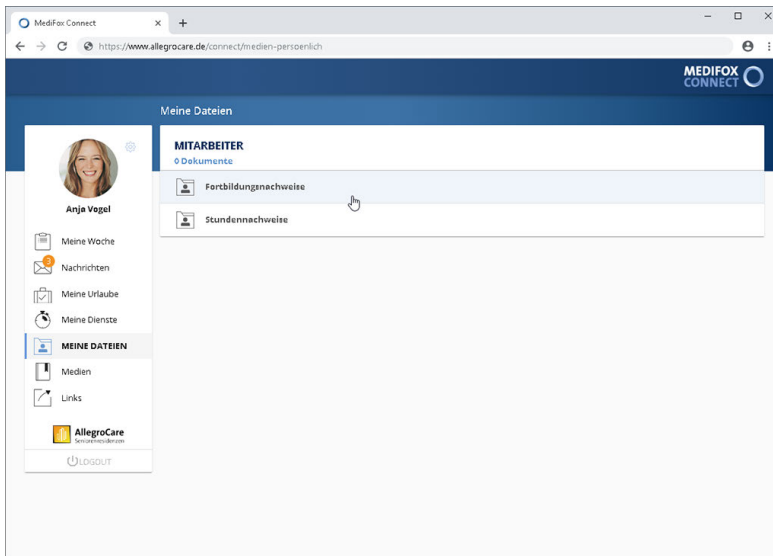 MediFox Connect
https://www.allegrocare.de/connect/medien-persoenlich
MEDIFOX
CONNECT
Meine Dateien
MITARBEITER
0 Dokumente
Fortbildungsnachweise
Stundennachweise
Anja Vogel
Meine Woche
3
Nachrichten
Meine Urlaube
Meine Dienste
MEINE DATEIEN
Medien
Links
AllegroCare
Seniorenresidenzen
LOGOUT